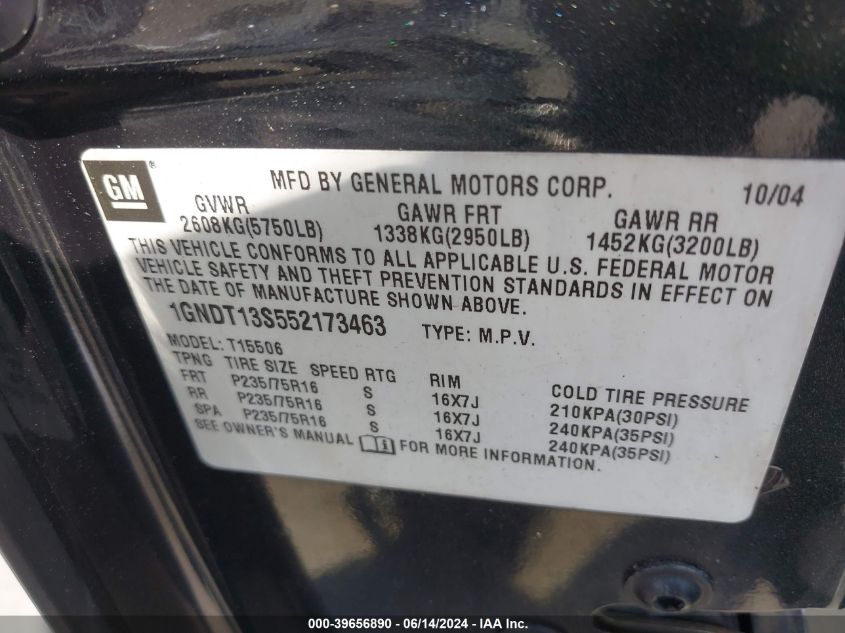 GM ®
MFD BY GENERAL MOTORS CORP. 10/04
GVWR GAWR FRT GAWR RR
2608KG(5750LB) 1338KG(2950LB) 1452KG(3200LB)
THIS VEHICLE CONFORMS TO ALL APPLICABLE U.S. FEDERAL MOTOR
VEHICLE SAFETY AND THEFT PREVENTION STANDARDS IN EFFECT ON
THE DATE OF MANUFACTURE SHOWN ABOVE.
1GNDT13S552173463 TYPE: M.P.V.
MODEL: T15506
TPNG TIRE SIZE SPEED RTG RIM COLD TIRE PRESSURE
FRT P235/75R16 S 16X7J 210KPA(30PSI)
RR P235/75R16 S 16X7J 240KPA(35PSI)
SPA P235/75R16 S 16X7J 240KPA(35PSI)
SEE OWNER'S MANUAL FOR MORE INFORMATION.
000-39656890 - 06/14/2024 - IAA Inc.